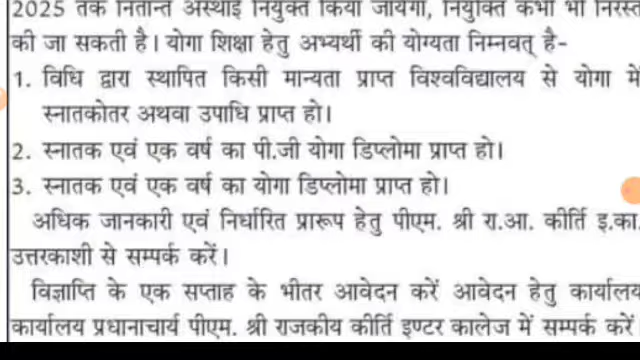 2025 तक नितान्त अस्थाई नियुक्त किया जायेगा, नियुक्ति कभी भी निरस्त
की जा सकती है। योगा शिक्षा हेतु अभ्यर्थी की योग्यता निम्नवत् है-
1. विधि द्वारा स्थापित किसी मान्यता प्राप्त विश्वविद्यालय से योगा में
स्नातकोतर अथवा उपाधि प्राप्त हो।
2. स्नातक एवं एक वर्ष का पी.जी योगा डिप्लोमा प्राप्त हो।
3. स्नातक एवं एक वर्ष का योगा डिप्लोमा प्राप्त हो।
अधिक जानकारी एवं निर्धारित प्रारूप हेतु पीएम. श्री रा.आ. कीर्ति इ.का.
उत्तरकाशी से सम्पर्क करें।
विज्ञाप्ति के एक सप्ताह के भीतर आवेदन करें आवेदन हेतु कार्यालय
कार्यालय प्रधानाचार्य पीएम. श्री राजकीय कीर्ति इण्टर कालेज में सम्पर्क करें